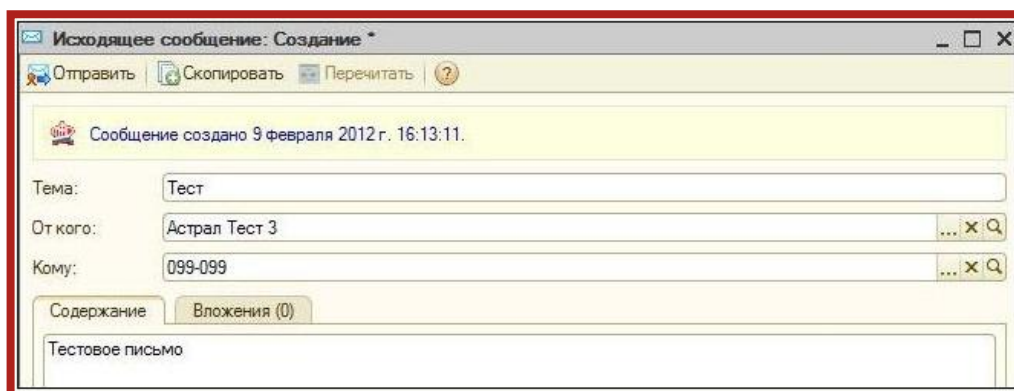 Исходящее сообщение: Создание *
Отправить Скопировать Перечитать ?
Сообщение создано 9 февраля 2012 г. 16:13:11.
Тема: Тест
От кого: Астрал Тест 3 ...
Кому: 099-099 ...
Содержание Вложения (0)
Тестовое письмо